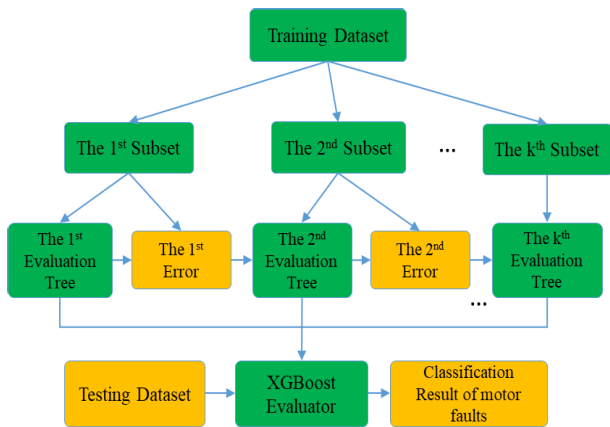 Training Dataset
The 1st Subset
The 2nd Subset
...
The kth Subset
The 1st
Evaluation
Tree
The 1st
Error
The 2nd
Evaluation
Tree
The 2nd
Error
...
The kth
Evaluation
Tree
Testing Dataset
XGBoost
Evaluator
Classification
Result of motor
faults